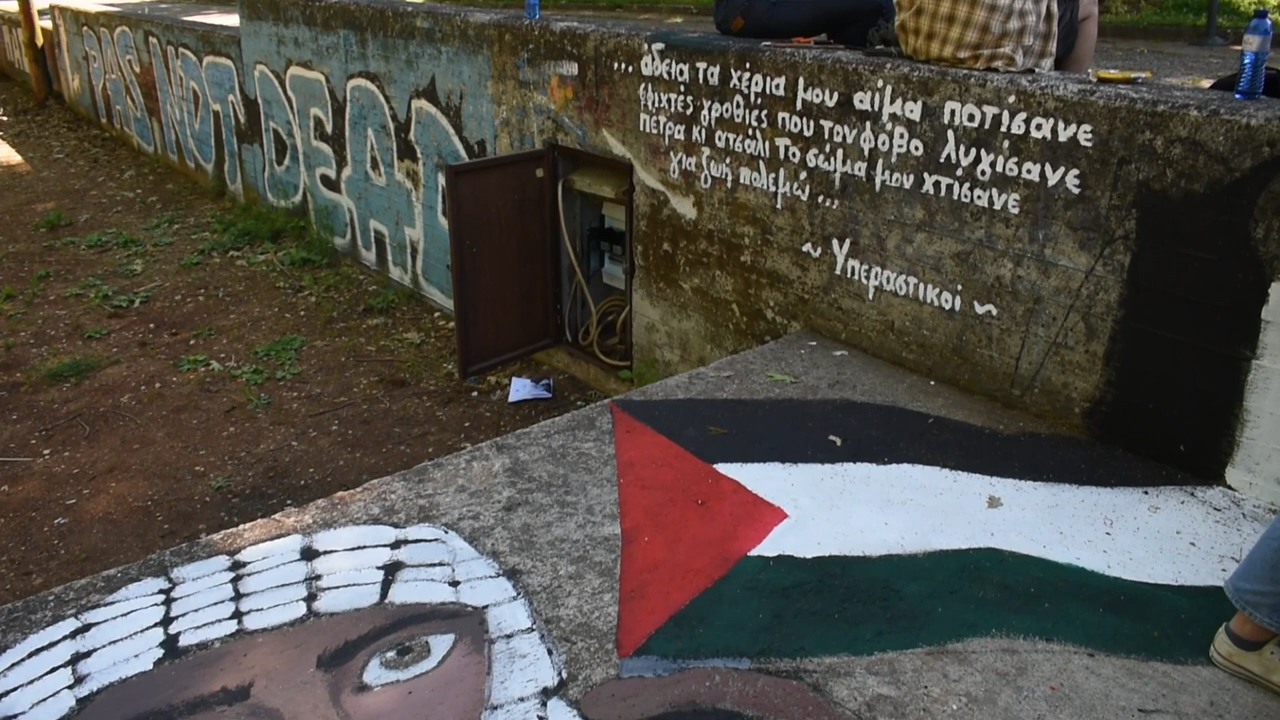 L PAS NOT DEAD
... άδεια τα χέρια μου αίμα ποτίσανε
σφιχτές γροθιές που τον φόβο λυγίσανε
πέτρα κι ατσάλι το σώμα μου χτίσανε
για ζωή πολεμώ ...
~ Υπεραστικοί ~